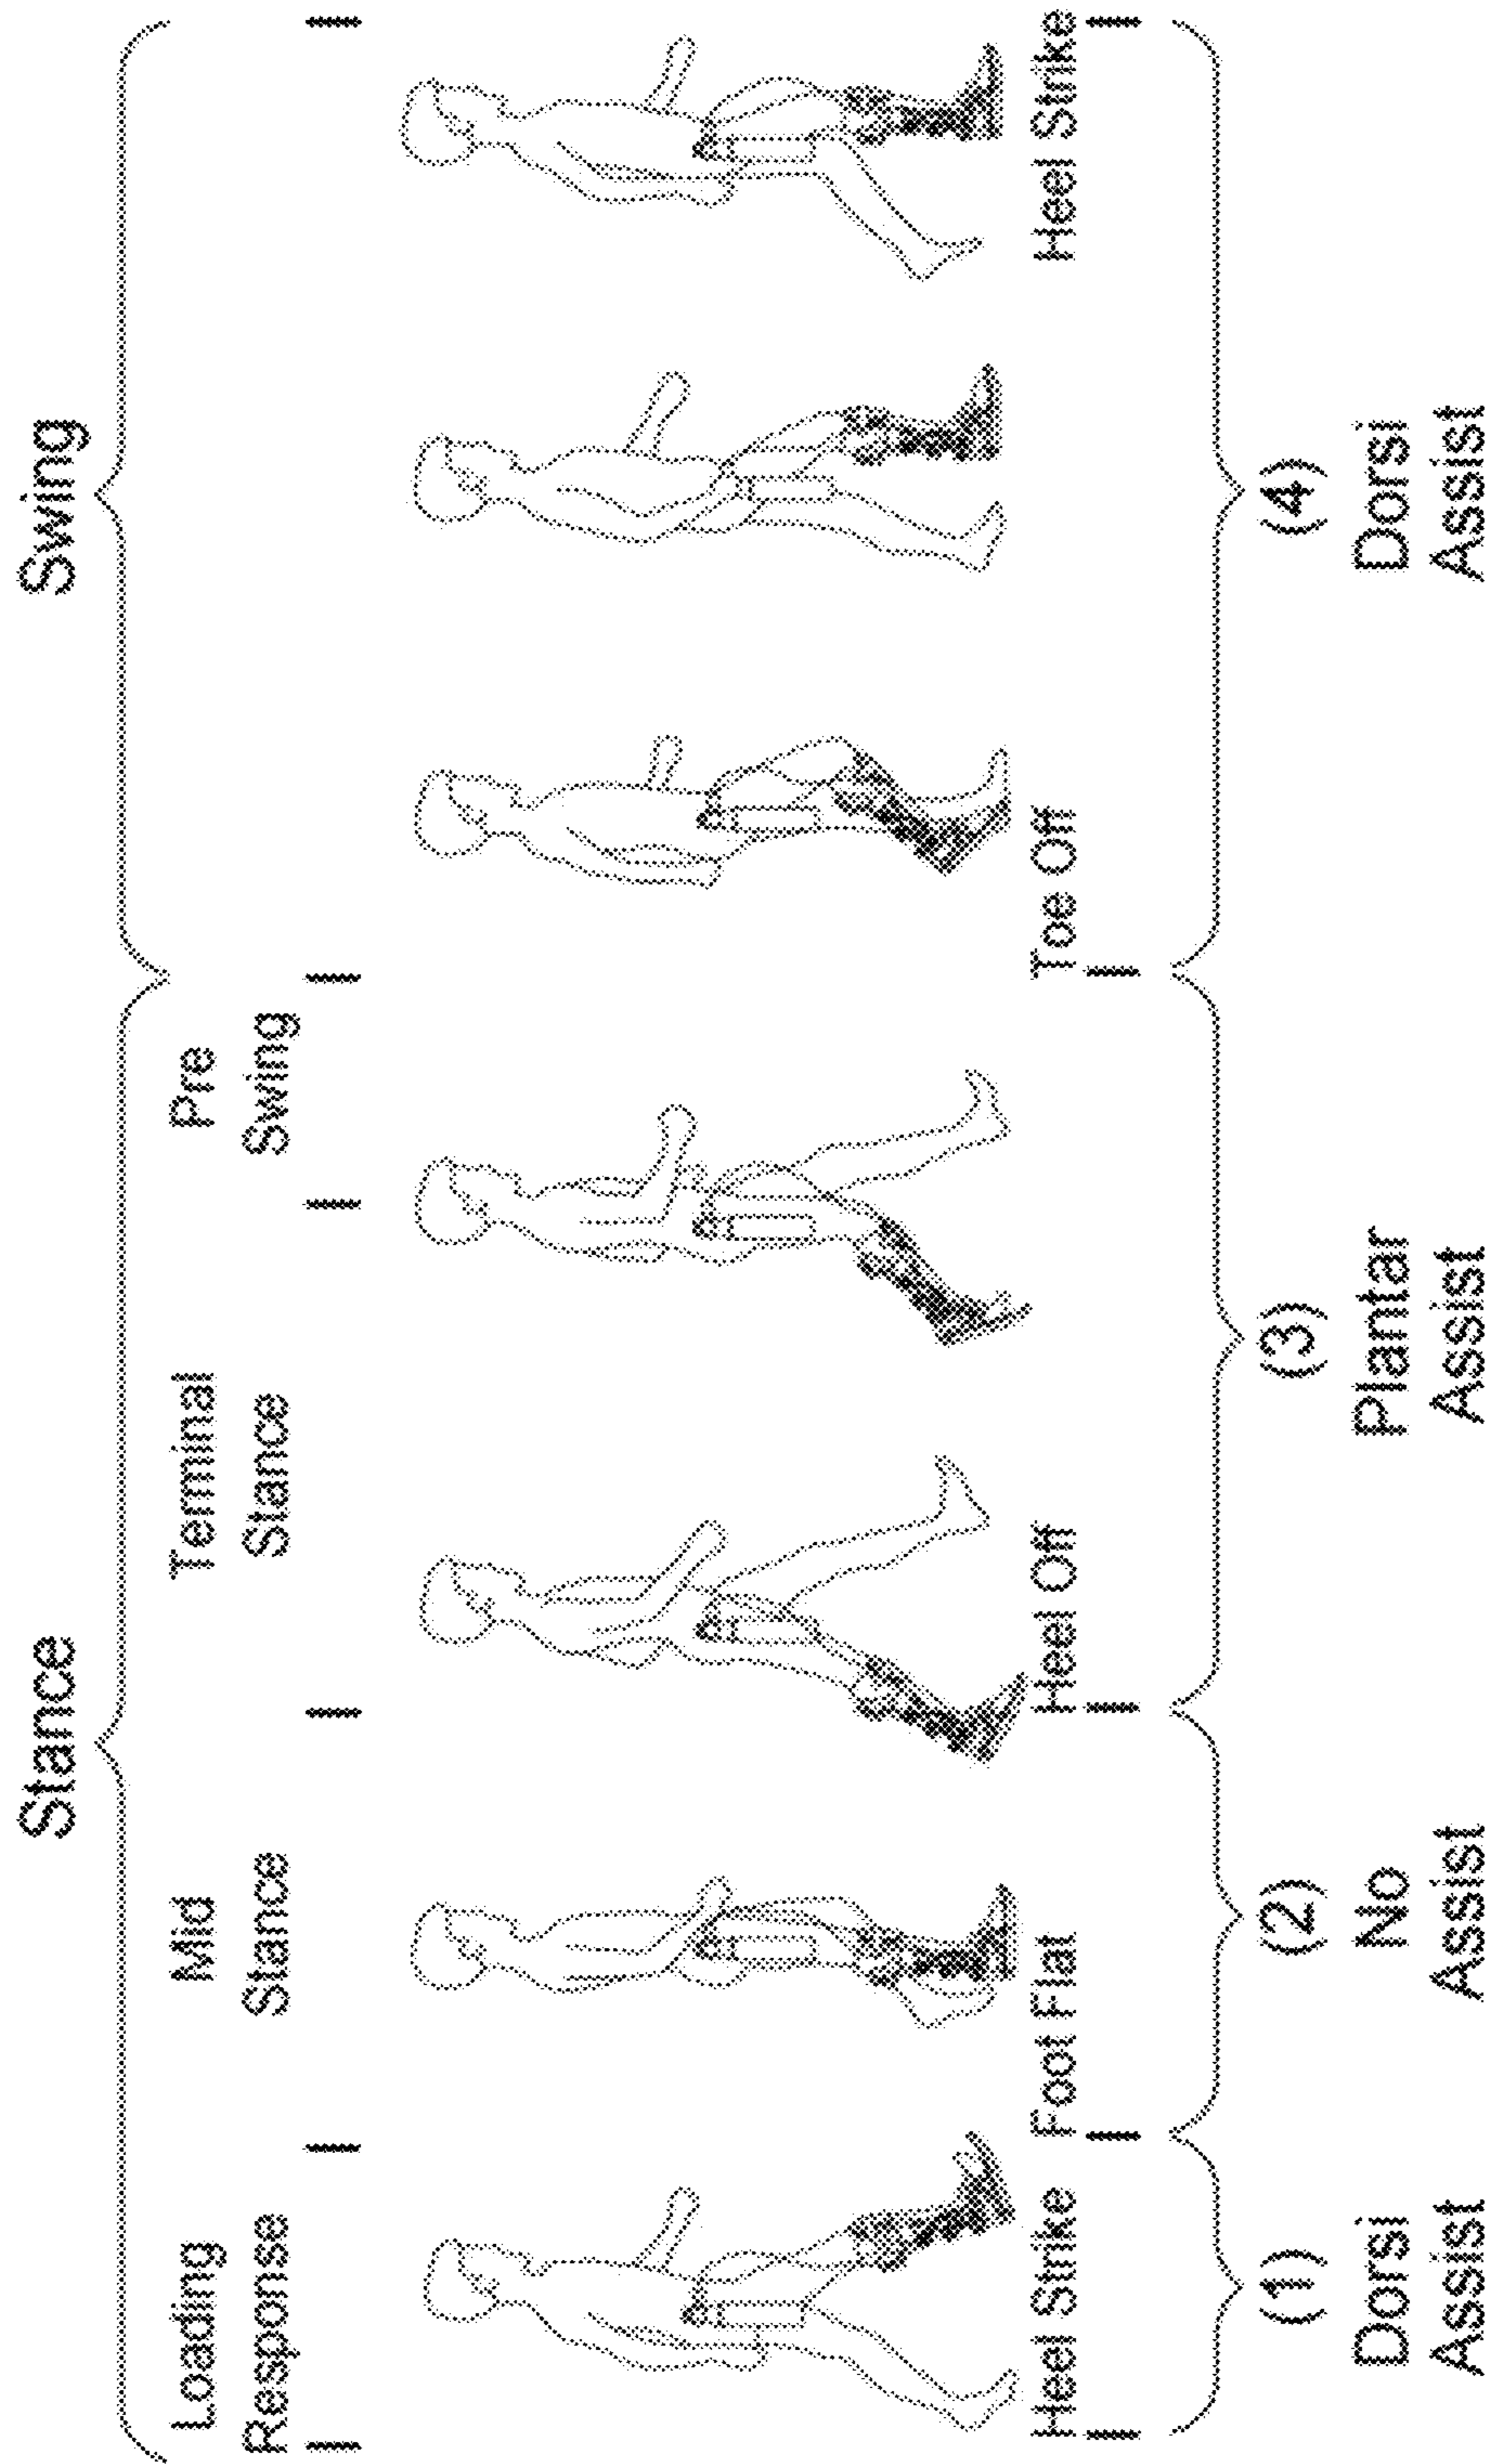 Stance
Swing
Loading
Response
Mid
Stance
Terminal
Stance
Pre
Swing
Heel Strike
Foot Flat
Heel Off
Toe Off
Heel Strike
(1)
Dorsi
Assist
(2)
No
Assist
(3)
Plantar
Assist
(4)
Dorsi
Assist